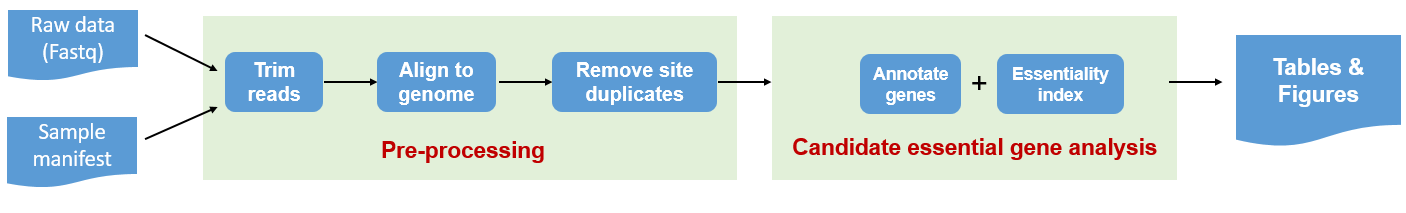 Raw data
(Fastq)
Sample
manifest
Trim
reads
Align to
genome
Remove site
duplicates
Pre-processing
Annotate
genes
+
Essentiality
index
Candidate essential gene analysis
Tables &
Figures